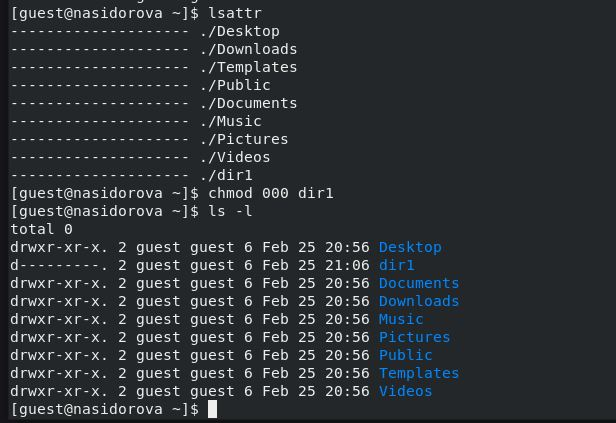 [guest@nasidorova ~]$ lsattr
-------------------- ./Desktop
-------------------- ./Downloads
-------------------- ./Templates
-------------------- ./Public
-------------------- ./Documents
-------------------- ./Music
-------------------- ./Pictures
-------------------- ./Videos
-------------------- ./dir1
[guest@nasidorova ~]$ chmod 000 dir1
[guest@nasidorova ~]$ ls -l
total 0
drwxr-xr-x. 2 guest guest 6 Feb 25 20:56 Desktop
d---------. 2 guest guest 6 Feb 25 21:06 dir1
drwxr-xr-x. 2 guest guest 6 Feb 25 20:56 Documents
drwxr-xr-x. 2 guest guest 6 Feb 25 20:56 Downloads
drwxr-xr-x. 2 guest guest 6 Feb 25 20:56 Music
drwxr-xr-x. 2 guest guest 6 Feb 25 20:56 Pictures
drwxr-xr-x. 2 guest guest 6 Feb 25 20:56 Public
drwxr-xr-x. 2 guest guest 6 Feb 25 20:56 Templates
drwxr-xr-x. 2 guest guest 6 Feb 25 20:56 Videos
[guest@nasidorova ~]$